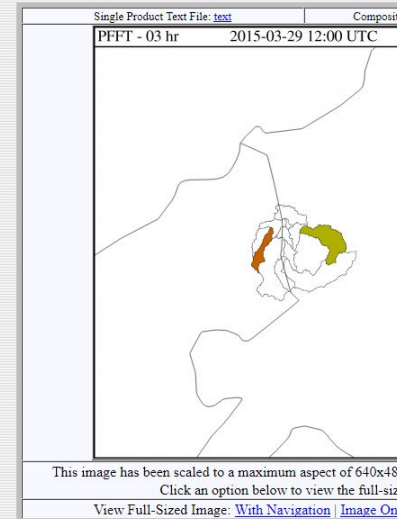 Single Product Text File: text Composit
PFFT - 03 hr 2015-03-29 12:00 UTC
This image has been scaled to a maximum aspect of 640x48
Click an option below to view the full-siz
View Full-Sized Image: With Navigation | Image On